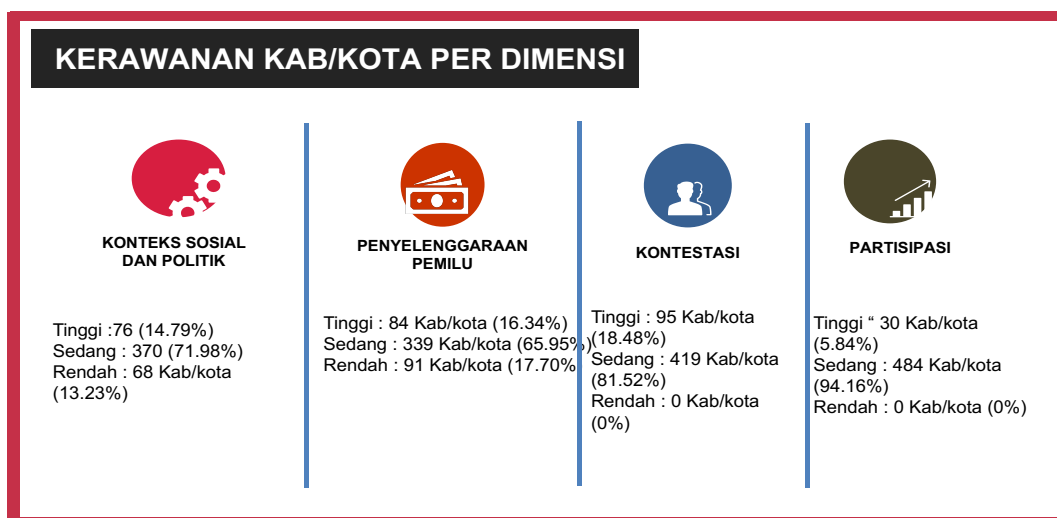 KERAWANAN KAB/KOTA PER DIMENSI
KONTEKS SOSIAL
DAN POLITIK
Tinggi :76 (14.79%)
Sedang : 370 (71.98%)
Rendah : 68 Kab/kota
(13.23%)
PENYELENGGARAAN
PEMILU
Tinggi : 84 Kab/kota (16.34%)
Sedang : 339 Kab/kota (65.95%)
Rendah : 91 Kab/kota (17.70%
KONTESTASI
Tinggi : 95 Kab/kota
(18.48%)
Sedang : 419 Kab/kota
(81.52%)
Rendah : 0 Kab/kota
(0%)
PARTISIPASI
Tinggi “ 30 Kab/kota
(5.84%)
Sedang : 484 Kab/kota
(94.16%)
Rendah : 0 Kab/kota (0%)